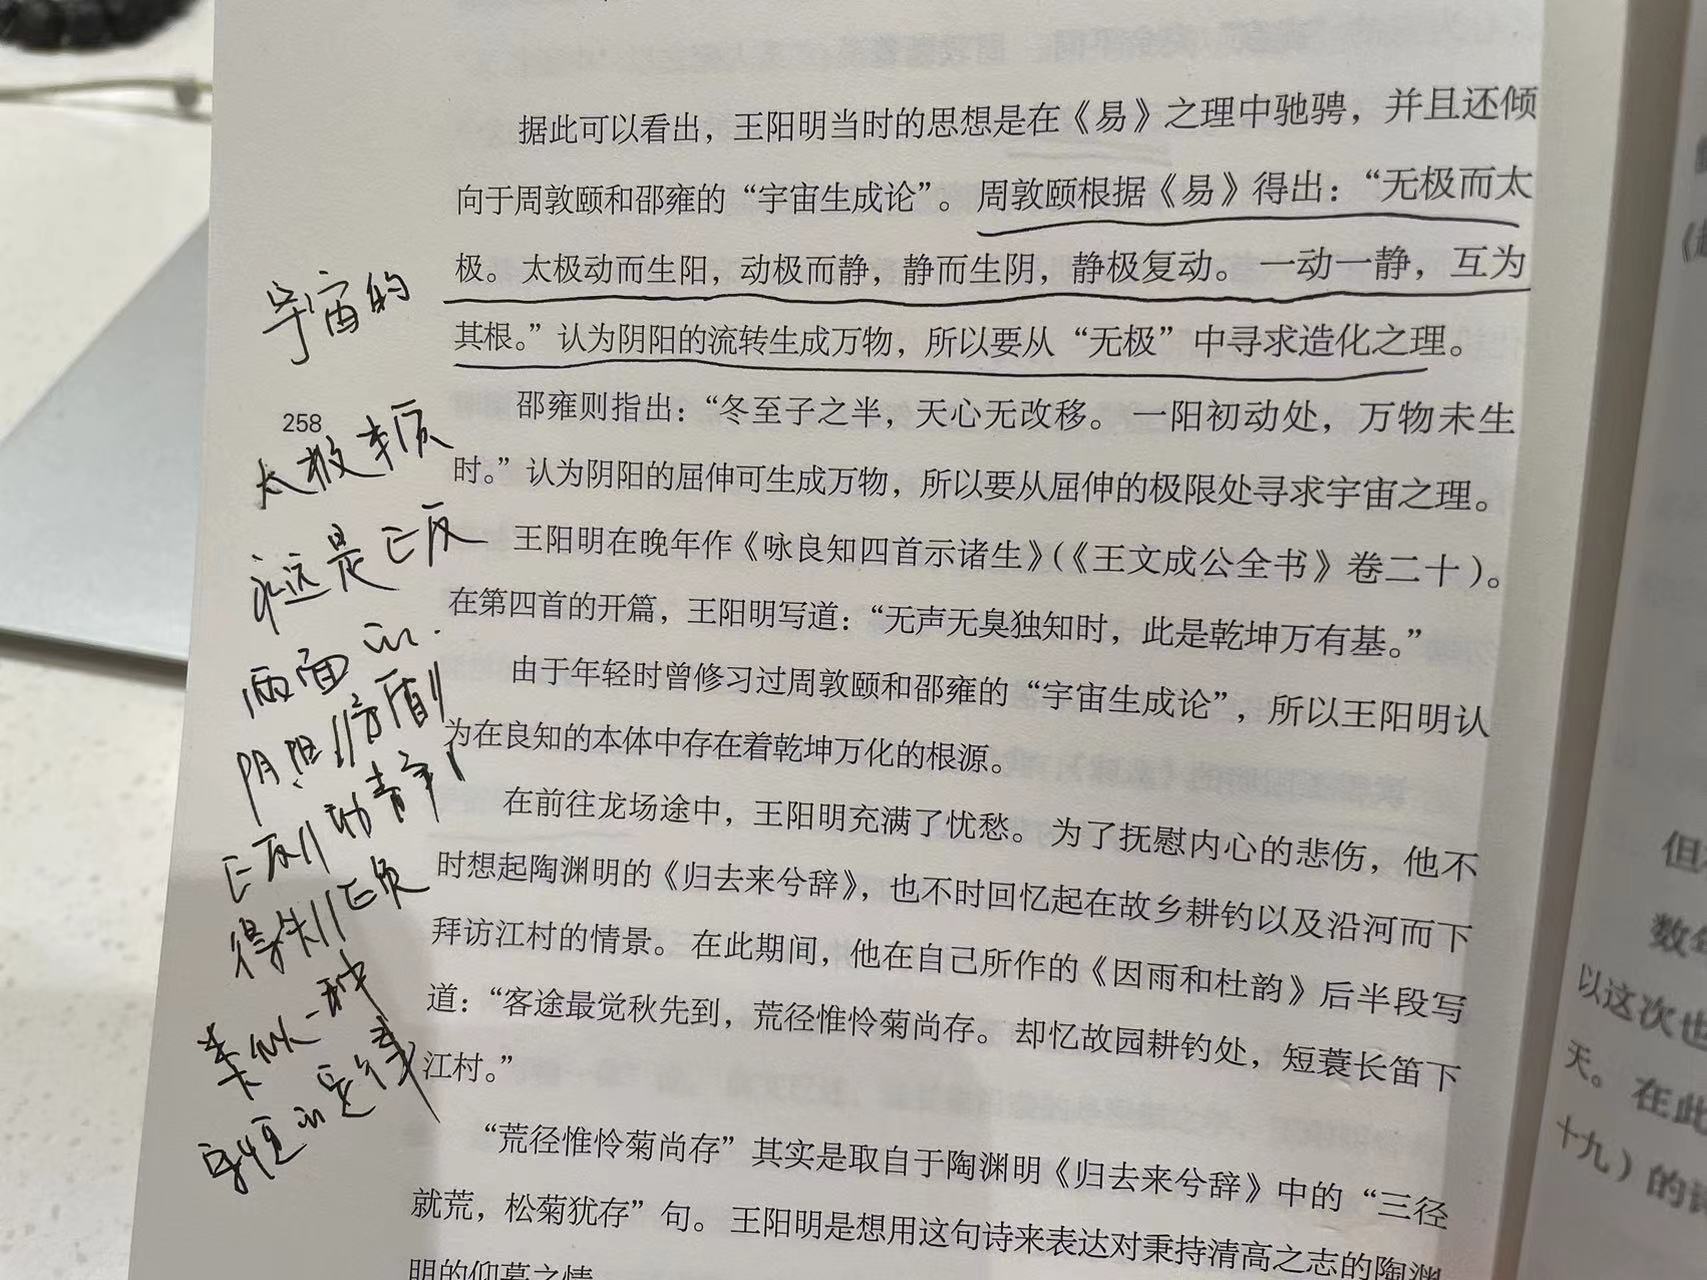 据此可以看出，王阳明当时的思想是在《易》之理中驰骋，并且还倾
向于周敦颐和邵雍的“宇宙生成论”。周敦颐根据《易》得出：“无极而太
极。太极动而生阳，动极而静，静而生阴，静极复动。一动一静，互为
其根。”认为阴阳的流转生成万物，所以要从“无极”中寻求造化之理。
邵雍则指出：“冬至子之半，天心无改移。一阳初动处，万物未生
时。”认为阴阳的屈伸可生成万物，所以要从屈伸的极限处寻求宇宙之理。
王阳明在晚年作《咏良知四首示诸生》(《王文成公全书》卷二十)。
在第四首的开篇，王阳明写道：“无声无臭独知时，此是乾坤万有基。”
由于年轻时曾修习过周敦颐和邵雍的“宇宙生成论”，所以王阳明认
为在良知的本体中存在着乾坤万化的根源。
在前往龙场途中，王阳明充满了忧愁。为了抚慰内心的悲伤，他不
时想起陶渊明的《归去来兮辞》，也不时回忆起在故乡耕钓以及沿河而下
拜访江村的情景。在此期间，他在自己所作的《因雨和杜韵》后半段写
道：“客途最觉秋先到，荒径惟怜菊尚存。却忆故园耕钓处，短蓑长笛下
江村。”
“荒径惟怜菊尚存”其实是取自于陶渊明《归去来兮辞》中的“三径
就荒，松菊犹存”句。王阳明是想用这句诗来表达对秉持清高之志的陶渊
明的仰慕之情
258
宇宙的
太极本质
永远是正反
两面的.
阴阳//矛盾//
正反//动静//
得失//正负
类似一种
守恒的定律
但
数年
以这次也
天。在此
十九）的诗